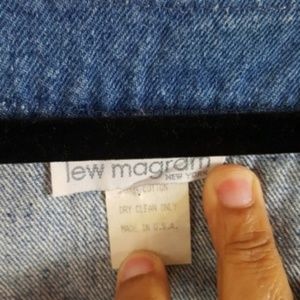 lew magram
NEW YORK
COTTON
DRY CLEAN ONLY
MADE IN U.S.A.